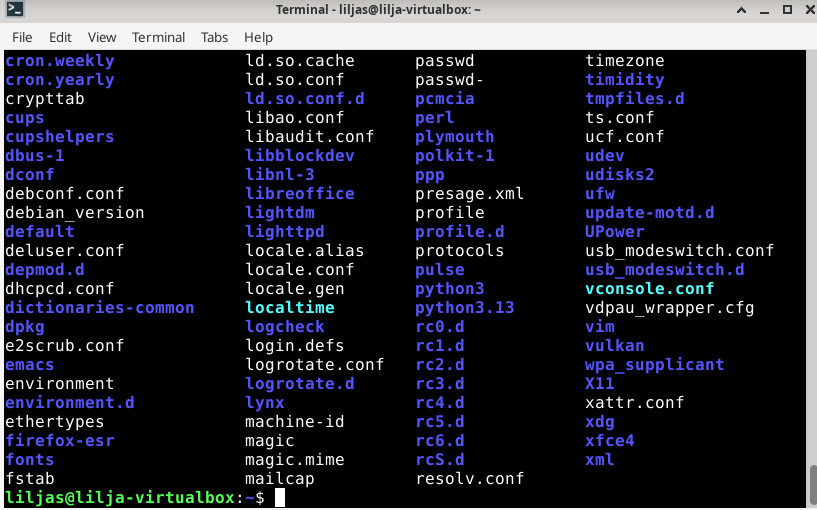 Terminal - liljas@lilja-virtualbox: ~
File Edit View Terminal Tabs Help
cron.weekly ld.so.cache passwd timezone
cron.yearly ld.so.conf passwd- timidity
crypttab ld.so.conf.d pcmcia tmpfiles.d
cups libao.conf perl ts.conf
cupshelpers libaudit.conf plymouth ucf.conf
dbus-1 libblockdev polkit-1 udev
dconf libnl-3 ppp udisks2
debconf.conf libreoffice presage.xml ufw
debian_version lightdm profile update-motd.d
default lighttpd profile.d UPower
deluser.conf locale.alias protocols usb_modeswitch.conf
depmod.d locale.conf pulse usb_modeswitch.d
dhcpcd.conf locale.gen python3 vconsole.conf
dictionaries-common localtime python3.13 vdpau_wrapper.cfg
dpkg logcheck rc0.d vim
e2scrub.conf login.defs rc1.d vulkan
emacs logrotate.conf rc2.d wpa_supplicant
environment logrotate.d rc3.d X11
environment.d lynx rc4.d xattr.conf
ethertypes machine-id rc5.d xdg
firefox-esr magic rc6.d xfce4
fonts magic.mime rcS.d xml
fstab mailcap resolv.conf
liljas@lilja-virtualbox:~$